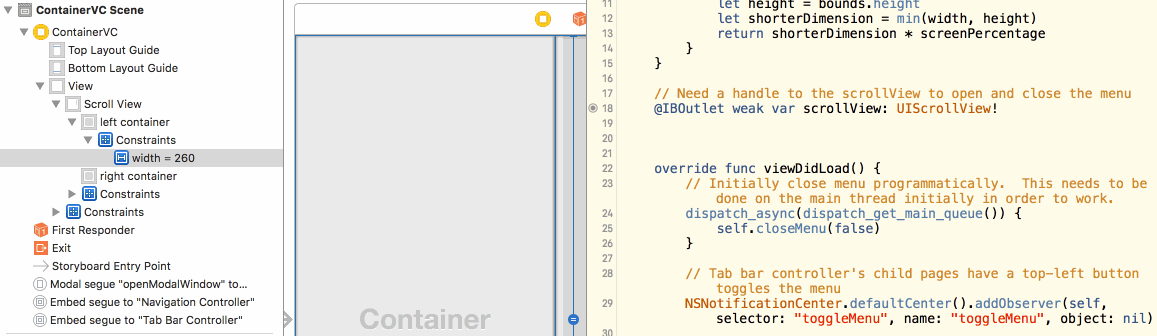 ContainerVC Scene
ContainerVC
Top Layout Guide
Bottom Layout Guide
View
Scroll View
left container
Constraints
width = 260
right container
Constraints
Constraints
First Responder
Exit
Storyboard Entry Point
Modal segue "openModalWindow" to...
Embed segue to "Navigation Controller"
Embed segue to "Tab Bar Controller"
Container
11 let height = bounds.height
12 let shorterDimension = min(width, height)
13 return shorterDimension * screenPercentage
14 }
15 }
16
17 // Need a handle to the scrollView to open and close the menu
18 @IBOutlet weak var scrollView: UIScrollView!
19
20
21
22 override func viewDidLoad() {
23 // Initially close menu programmatically.  This needs to be
done on the main thread initially in order to work.
24 dispatch_async(dispatch_get_main_queue()) {
25 self.closeMenu(false)
26 }
27
28 // Tab bar controller's child pages have a top-left button
toggles the menu
29 NSNotificationCenter.defaultCenter().addObserver(self,
selector: "toggleMenu", name: "toggleMenu", object: nil)
30